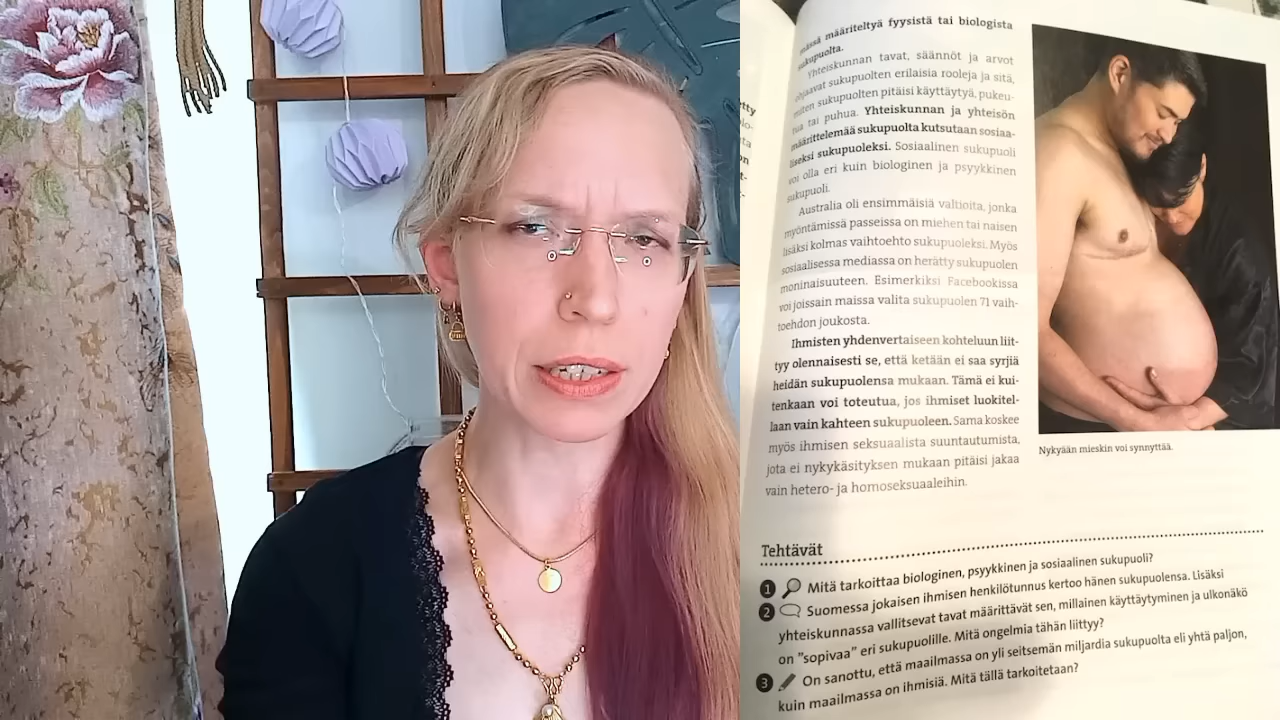 määriteltyä fyysistä tai biologista
sukupuolta.
Yhteiskunnan tavat, säännöt ja arvot
ohjaavat sukupuolten erilaisia rooleja ja sitä,
miten sukupuolten pitäisi käyttäytyä, pukeu-
tua tai puhua. Yhteiskunnan ja yhteisön
määrittelemää sukupuolta kutsutaan sosiaa-
liseksi sukupuoleksi. Sosiaalinen sukupuoli
voi olla eri kuin biologinen ja psyykkinen
sukupuoli.
Australia oli ensimmäisiä valtioita, jonka
myöntämissä passeissa on miehen tai naisen
lisäksi kolmas vaihtoehto sukupuoleksi. Myös
sosiaalisessa mediassa on herätty sukupuolen
moninaisuuteen. Esimerkiksi Facebookissa
voi joissain maissa valita sukupuolen 71 vaih-
toehdon joukosta.
Ihmisten yhdenvertaiseen kohteluun liit-
tyy olennaisesti se, että ketään ei saa syrjiä
heidän sukupuolensa mukaan. Tämä ei kui-
tenkaan voi toteutua, jos ihmiset luokitel-
laan vain kahteen sukupuoleen. Sama koskee
myös ihmisen seksuaalista suuntautumista,
jota ei nykykäsityksen mukaan pitäisi jakaa
vain hetero- ja homoseksuaaleihin.
Nykyään mieskin voi synnyttää.
Tehtävät
1 Mitä tarkoittaa biologinen, psyykkinen ja sosiaalinen sukupuoli?
2 Suomessa jokaisen ihmisen henkilötunnus kertoo hänen sukupuolensa. Lisäksi
yhteiskunnassa vallitsevat tavat määrittävät sen, millainen käyttäytyminen ja ulkonäkö
on "sopivaa" eri sukupuolille. Mitä ongelmia tähän liittyy?
3 On sanottu, että maailmassa on yli seitsemän miljardia sukupuolta eli yhtä paljon,
kuin maailmassa on ihmisiä. Mitä tällä tarkoitetaan?